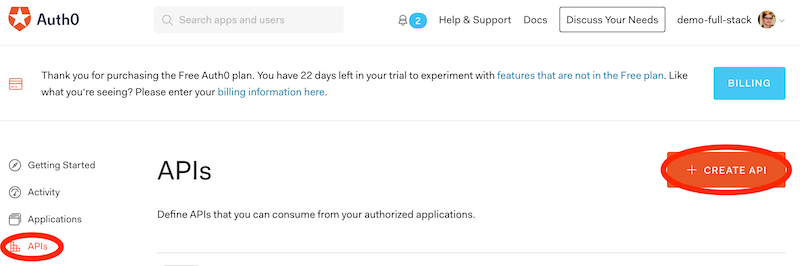 Auth0
Search apps and users
2
Help & Support
Docs
Discuss Your Needs
demo-full-stack
Thank you for purchasing the Free Auth0 plan. You have 22 days left in your trial to experiment with features that are not in the Free plan. Like
what you're seeing? Please enter your billing information here.
BILLING
Getting Started
Activity
Applications
APIs
APIs
+ CREATE API
Define APIs that you can consume from your authorized applications.